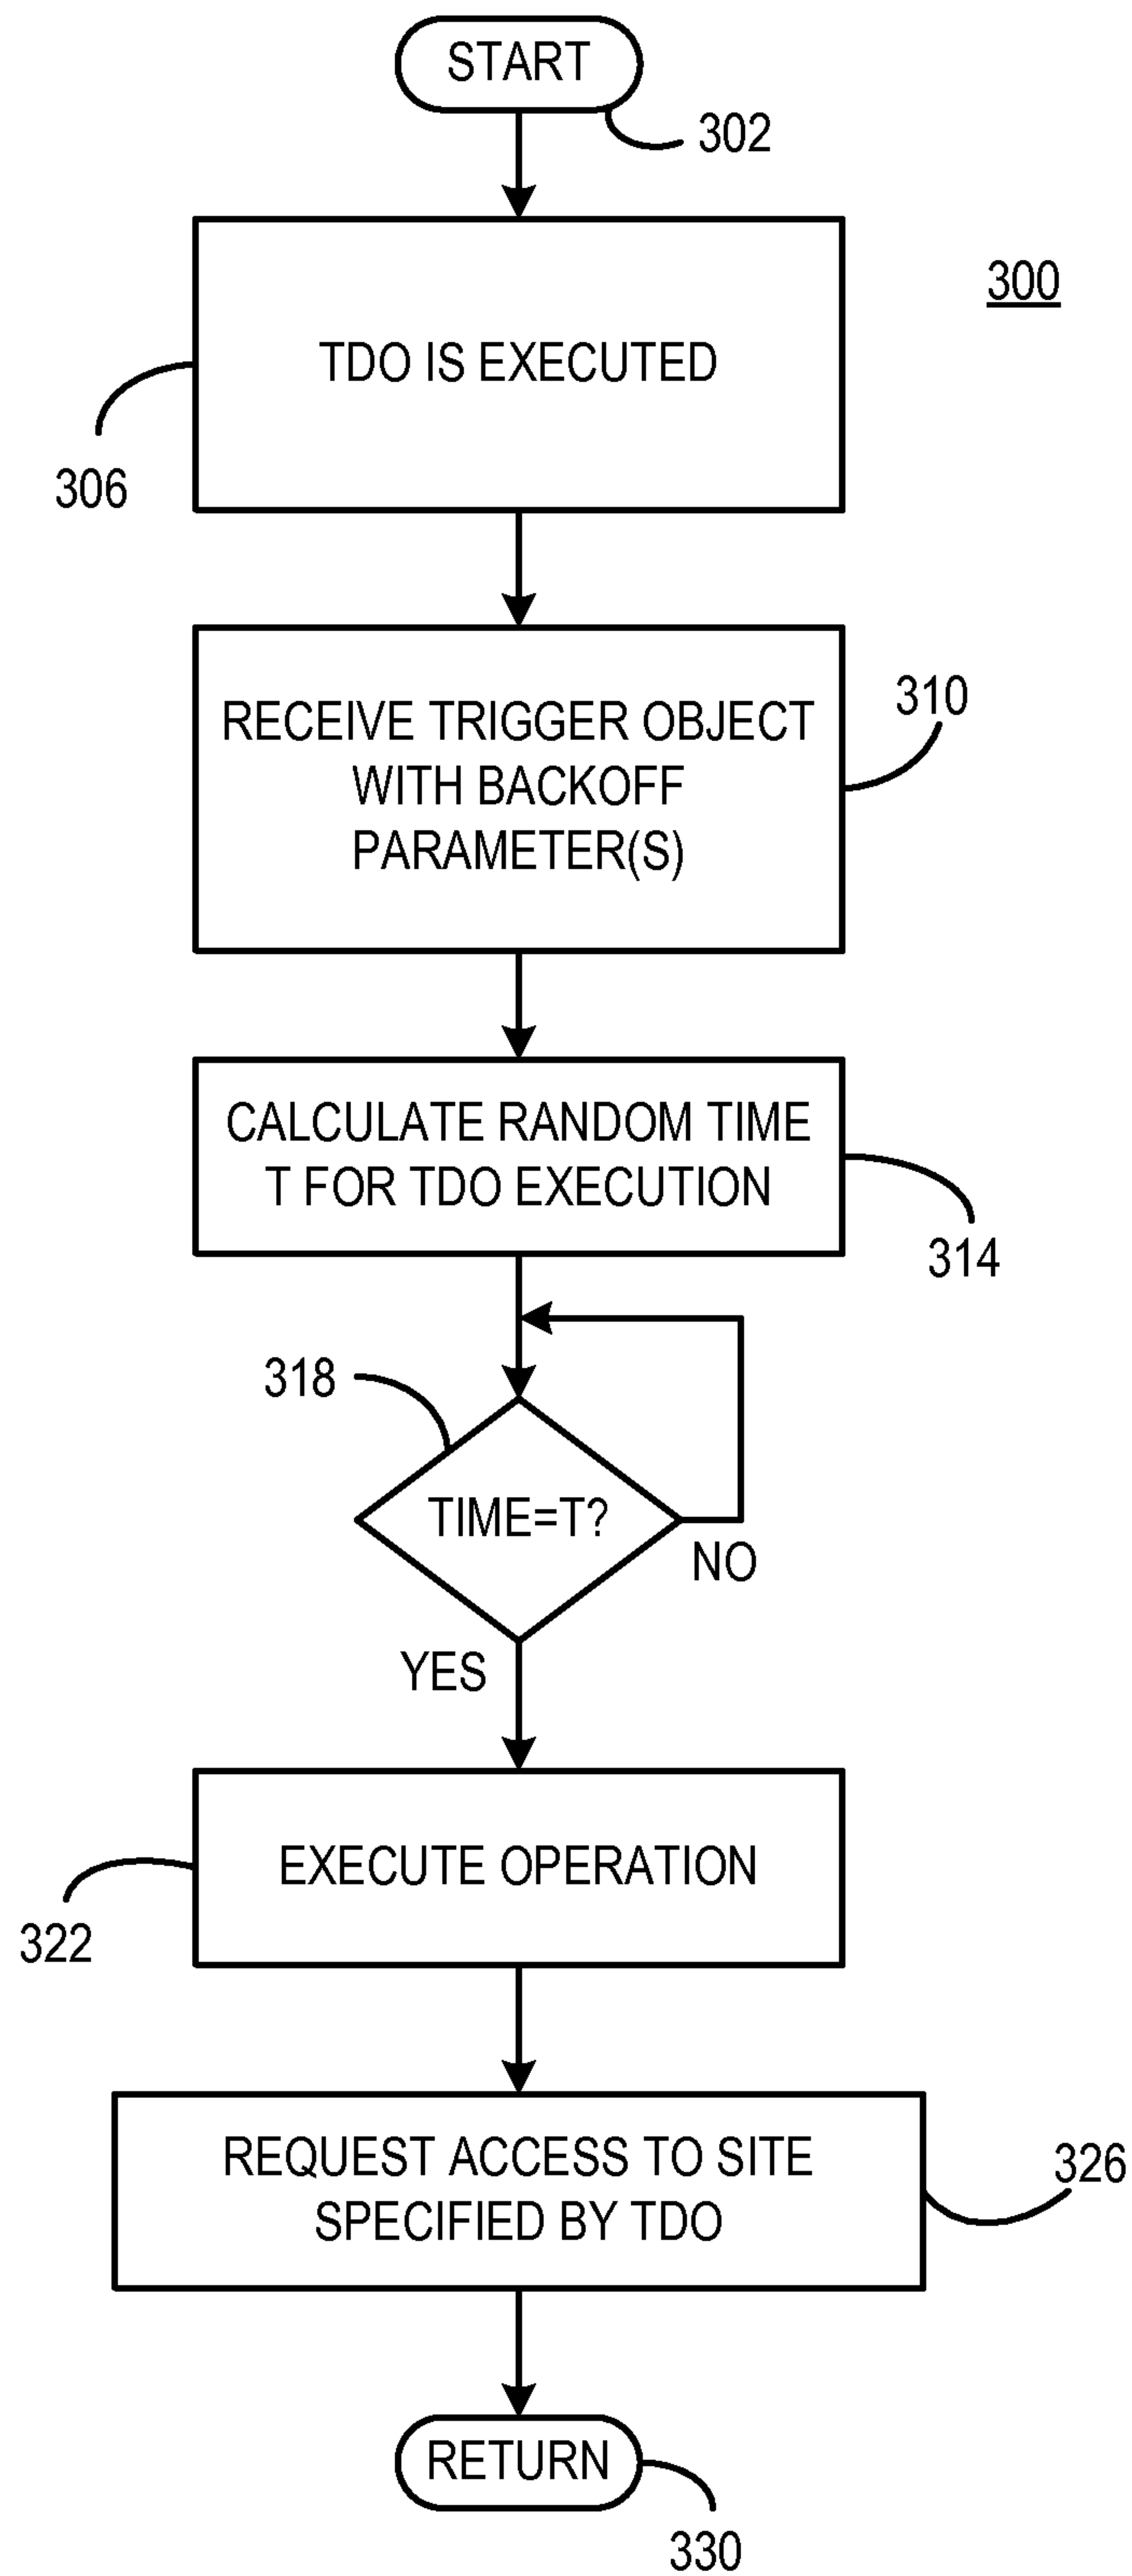 START
302
300
TDO IS EXECUTED
306
RECEIVE TRIGGER OBJECT
WITH BACKOFF
PARAMETER(S)
310
CALCULATE RANDOM TIME
T FOR TDO EXECUTION
314
318
TIME=T?
NO
YES
EXECUTE OPERATION
322
REQUEST ACCESS TO SITE
SPECIFIED BY TDO
326
RETURN
330